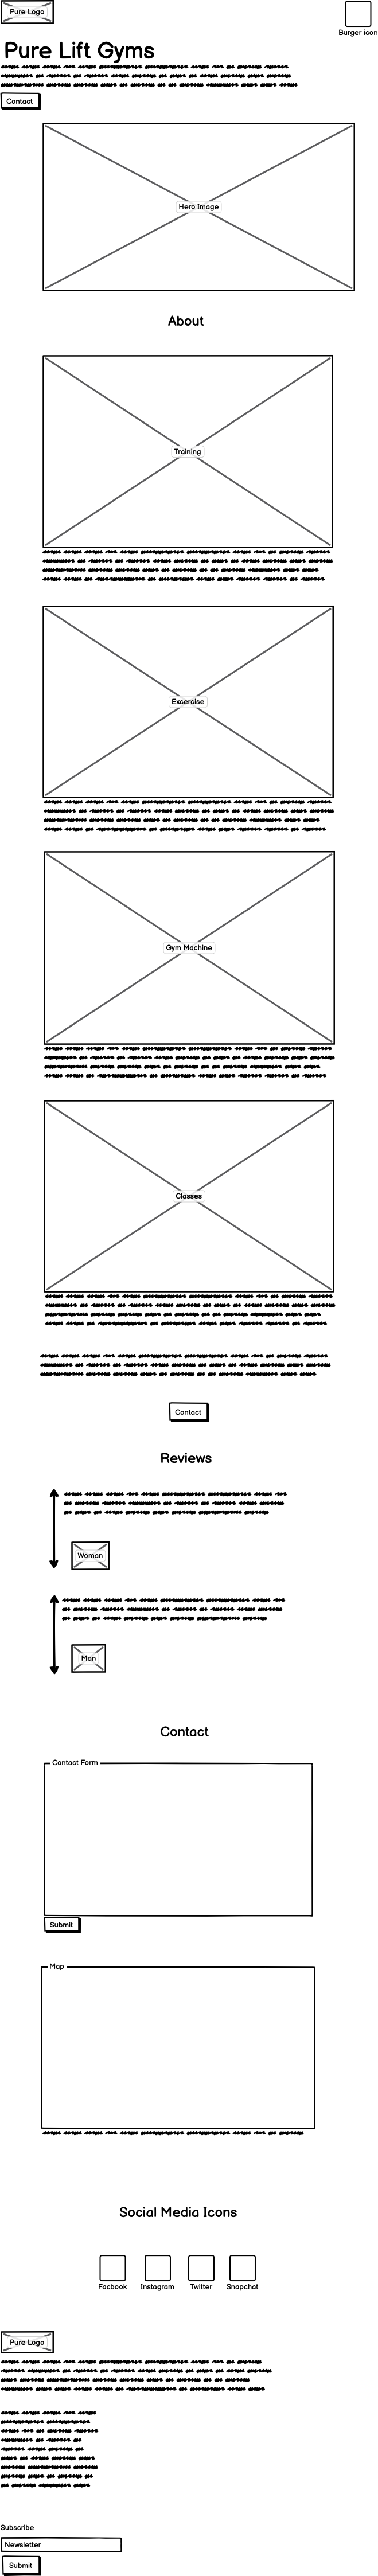 Pure Logo
Burger icon
Pure Lift Gyms
Contact
Hero Image
About
Training
Excercise
Gym Machine
Classes
Contact
Reviews
Woman
Man
Contact
Contact Form
Submit
Map
Social Media Icons
Facbook Instagram Twitter Snapchat
Pure Logo
Subscribe
Newsletter
Submit